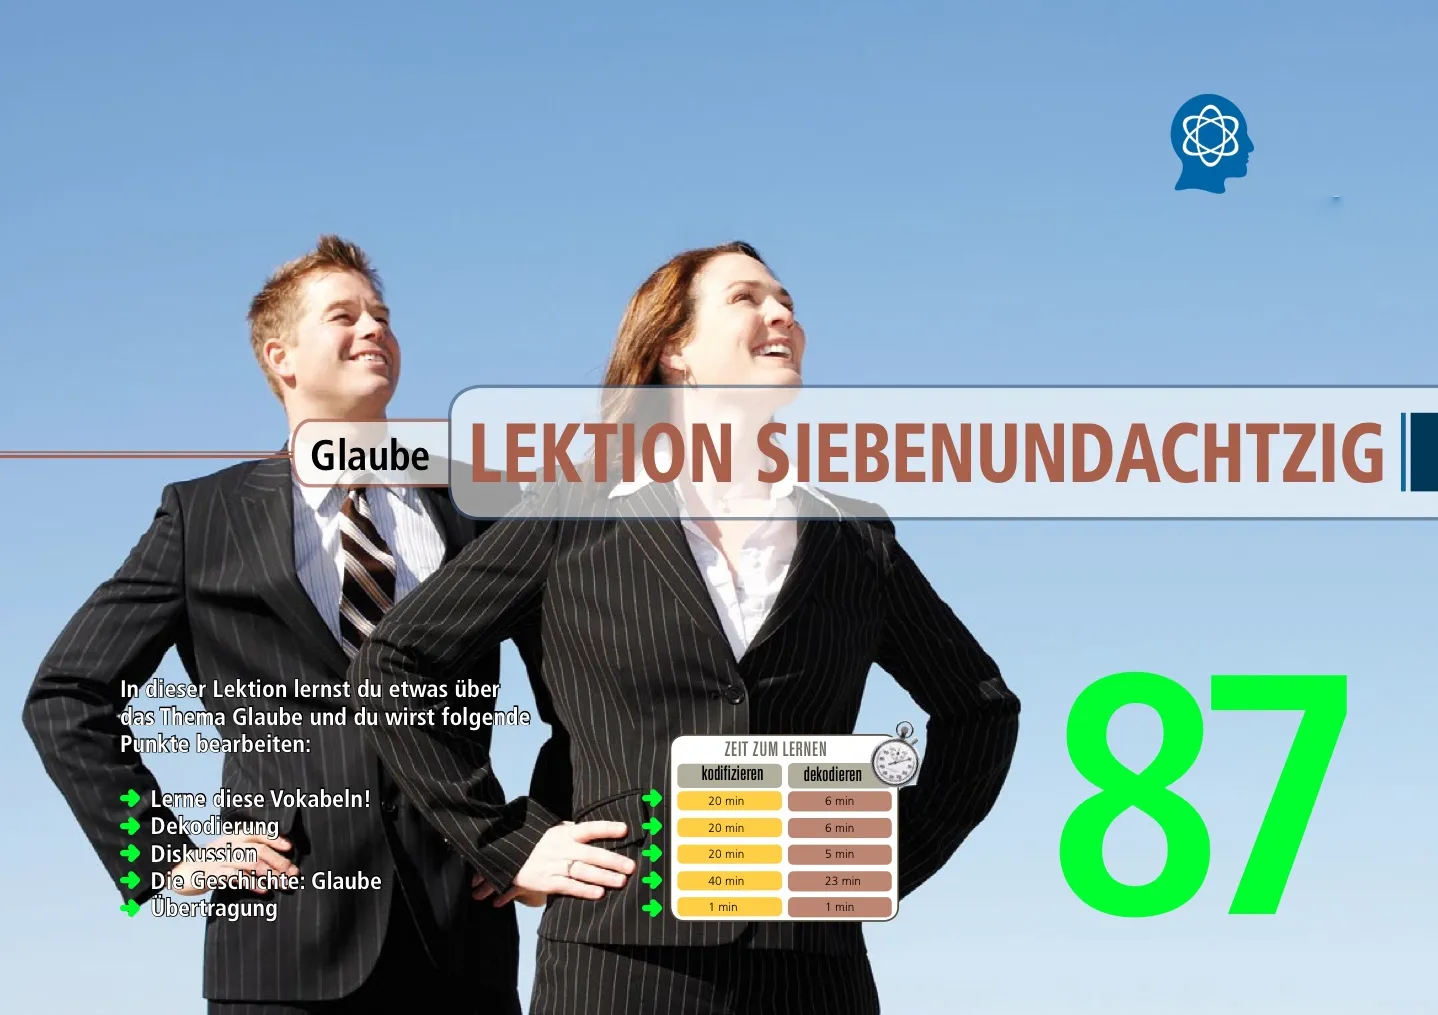 Glaube
LEKTION SIEBENUNDACHTZIG
In dieser Lektion lernst du etwas über
das Thema Glaube und du wirst folgende
Punkte bearbeiten:
Lerne diese Vokabeln!
Dekodierung
Diskussion
Die Geschichte: Glaube
Übertragung
ZEIT ZUM LERNEN
kodifizieren dekodieren
20 min 6 min
20 min 6 min
20 min 5 min
40 min 23 min
1 min 1 min
87